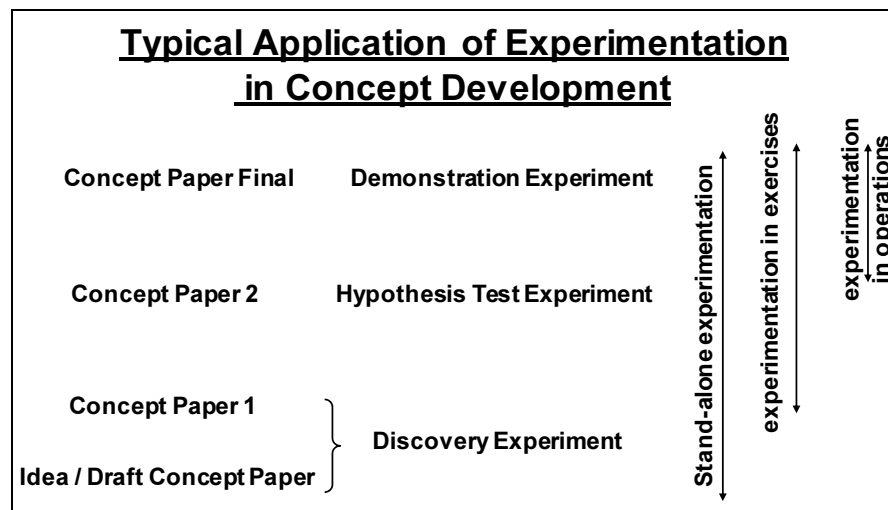 Typical Application of Experimentation
in Concept Development
Concept Paper Final
Demonstration Experiment
Concept Paper 2
Hypothesis Test Experiment
Concept Paper 1
Discovery Experiment
Idea / Draft Concept Paper
Stand-alone experimentation
experimentation in exercises
experimentation
in operations